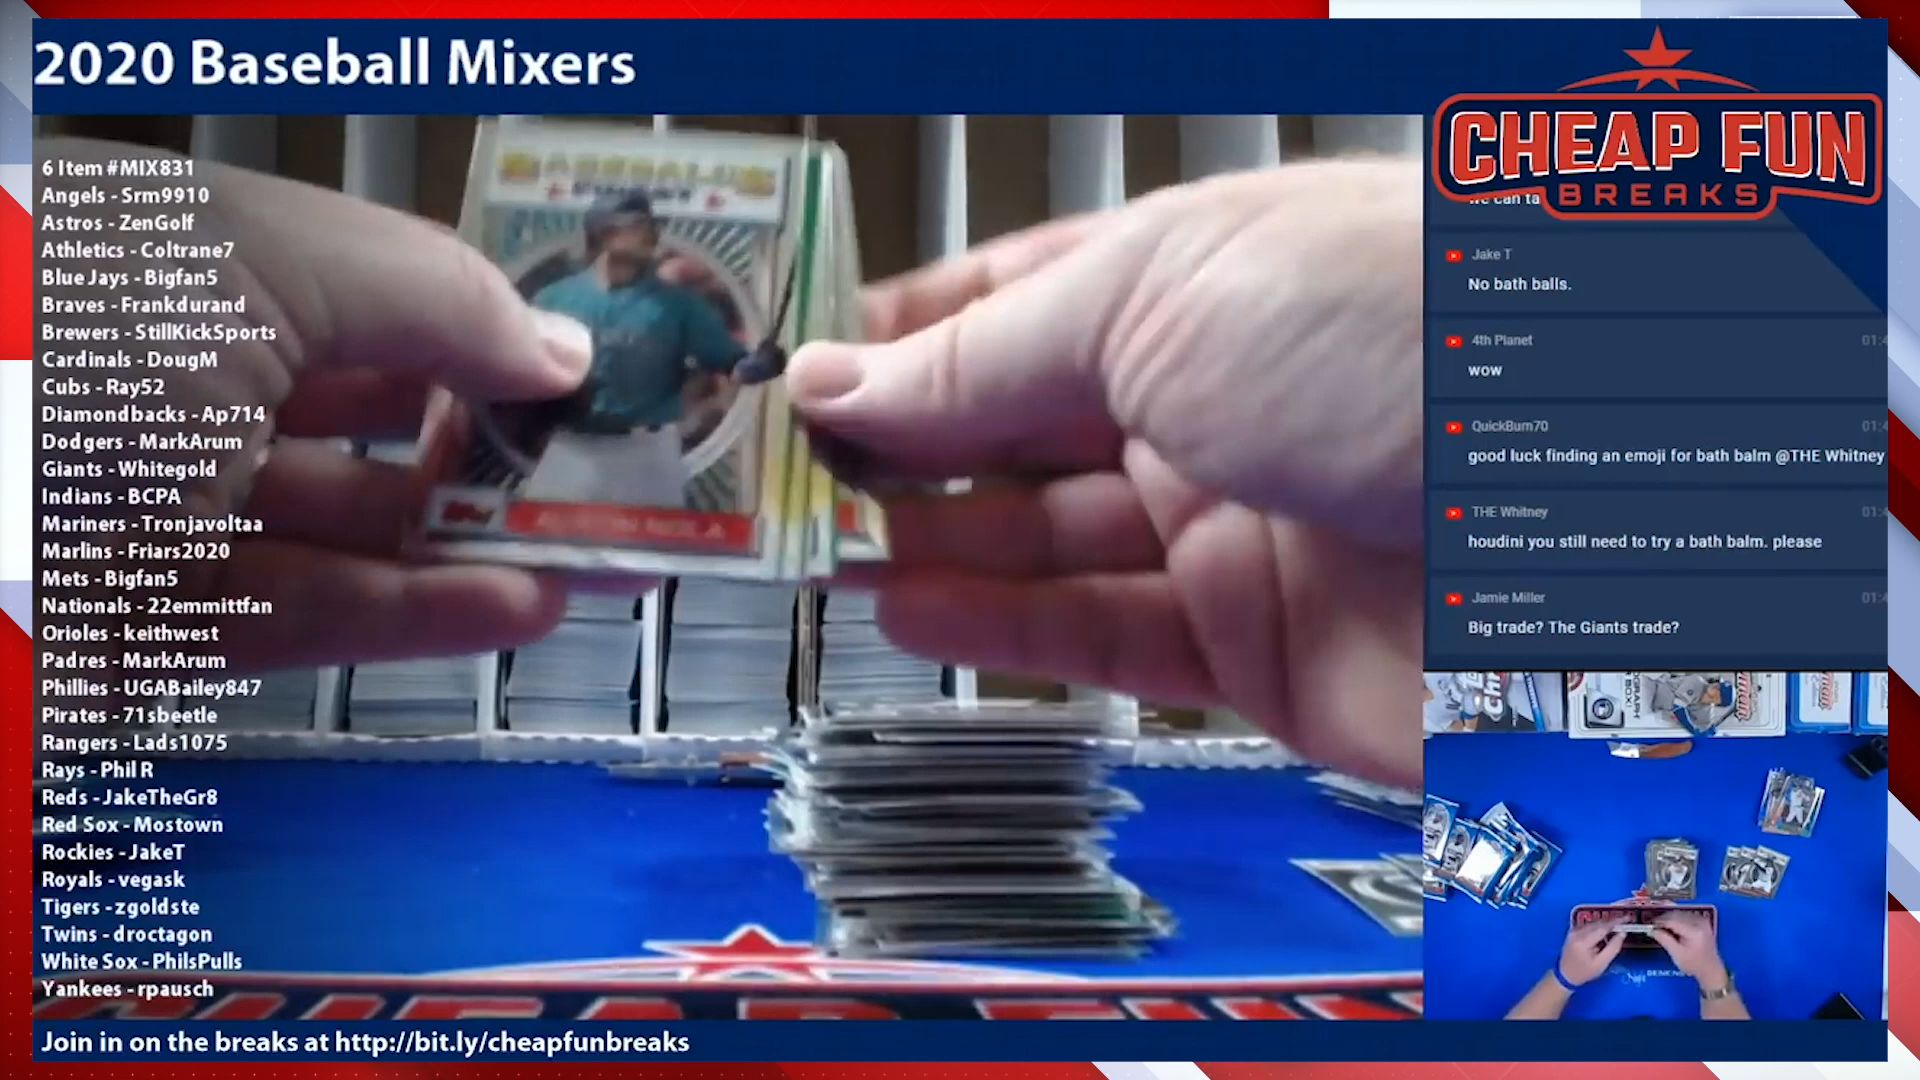 2020 Baseball Mixers
CHEAP FUN
BREAKS
6 Item #MIX831
Angels - Srm9910
Astros - ZenGolf
Athletics - Coltrane7
Blue Jays - Bigfan5
Braves - Frankdurand
Brewers - StillKickSports
Cardinals - DougM
Cubs - Ray52
Diamondbacks - Ap714
Dodgers - MarkArum
Giants - Whitegold
Indians - BCPA
Mariners - Tronjavoltaa
Marlins - Friars2020
Mets - Bigfan5
Nationals - 22emmittfan
Orioles - keithwest
Padres - MarkArum
Phillies - UGABailey847
Pirates - 71sbeetle
Rangers - Lads1075
Rays - Phil R
Reds - JakeTheGr8
Red Sox - Mostown
Rockies - JakeT
Royals - vegask
Tigers - zgoldste
Twins - droctagon
White Sox - PhilsPulls
Yankees - rpausch
we can ta
Jake T
No bath balls.
4th Planet
wow
QuickBurn70
good luck finding an emoji for bath balm @THE Whitney
THE Whitney
houdini you still need to try a bath balm. please
Jamie Miller
Big trade? The Giants trade?
Join in on the breaks at http://bit.ly/cheapfunbreaks